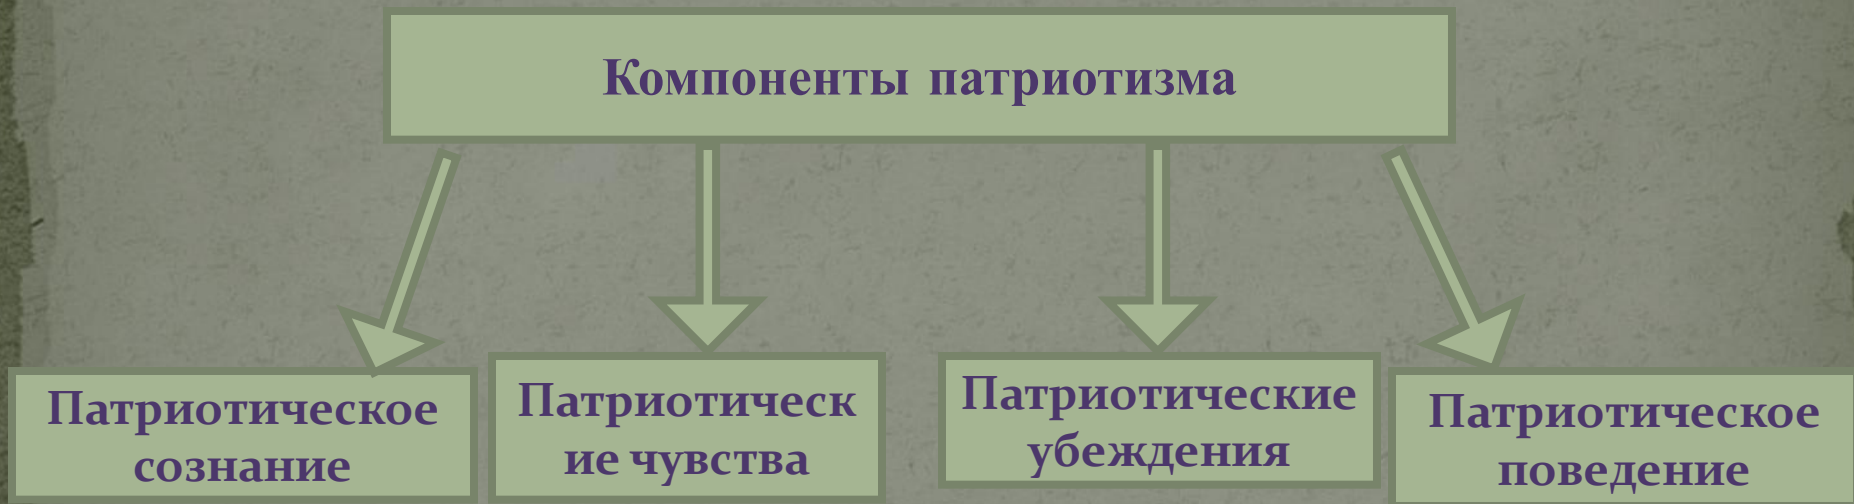 Компоненты патриотизма
Патриотическое
сознание
Патриотическ
ие чувства
Патриотические
убеждения
Патриотическое
поведение